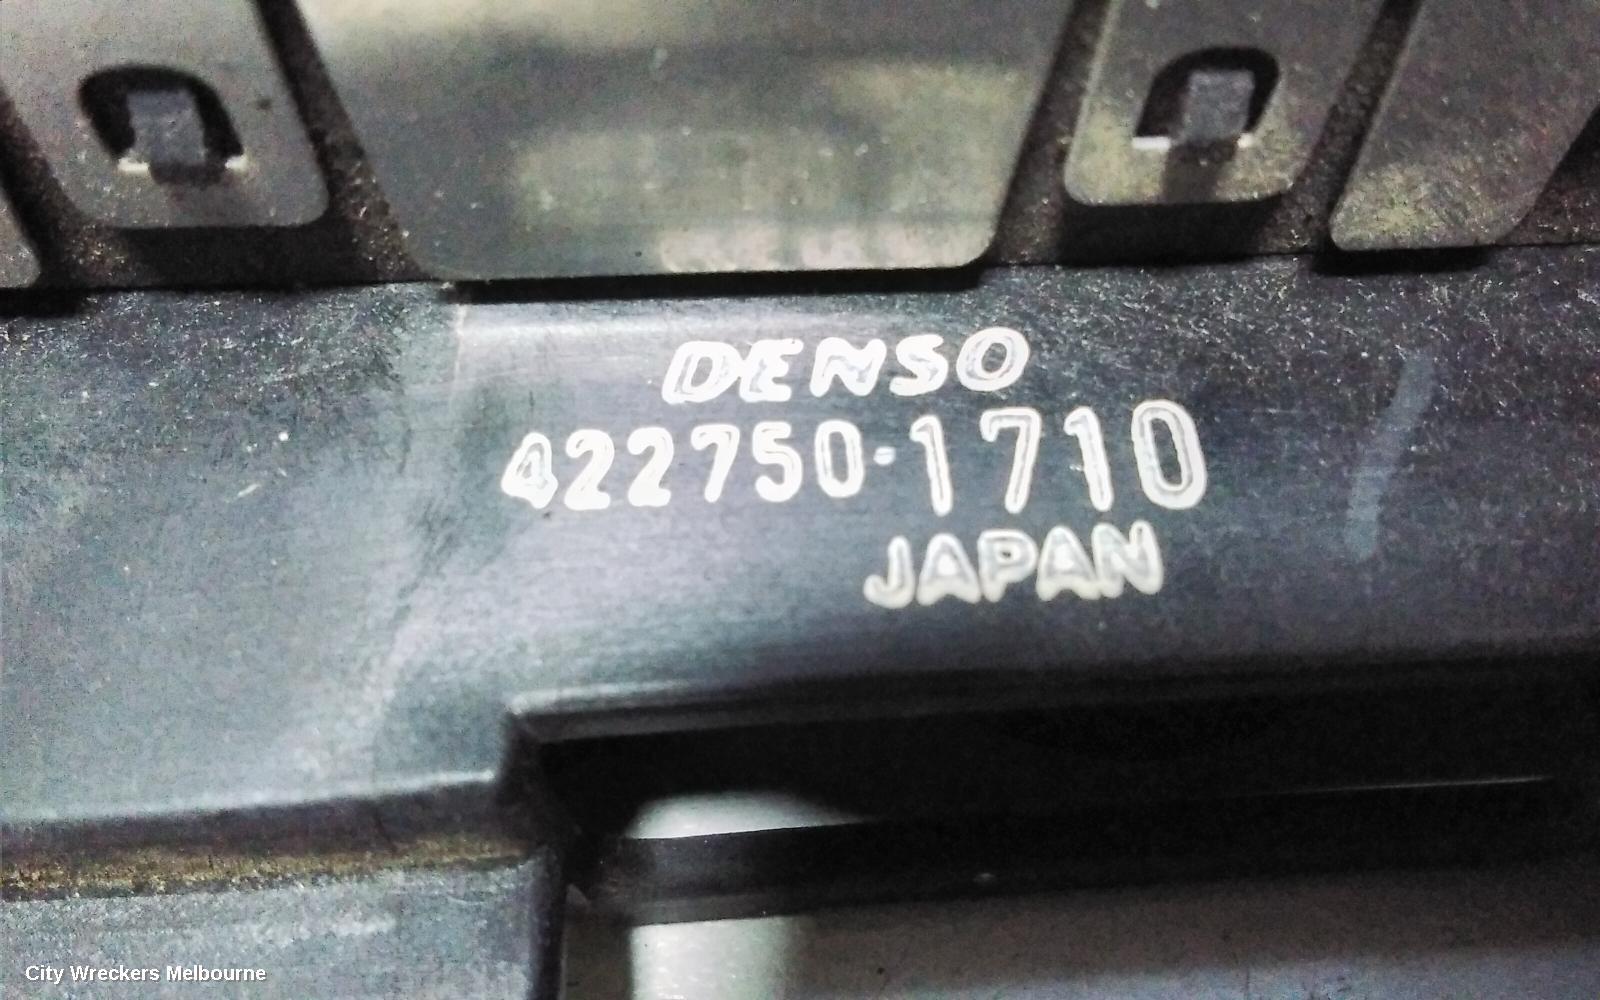 DENSO
422750-1710
JAPAN
City Wreckers Melbourne